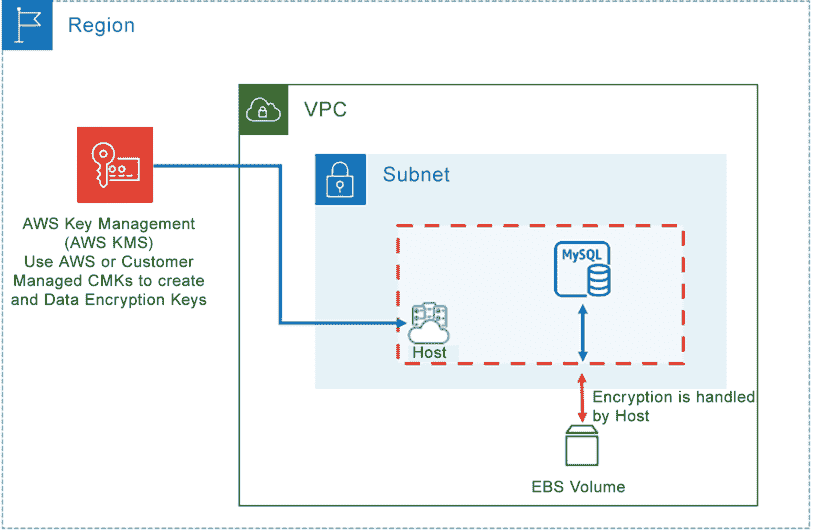 Region
VPC
Subnet
AWS Key Management
(AWS KMS)
Use AWS or Customer
Managed CMKs to create
and Data Encryption Keys
MySQL
Host
Encryption is handled
by Host
EBS Volume